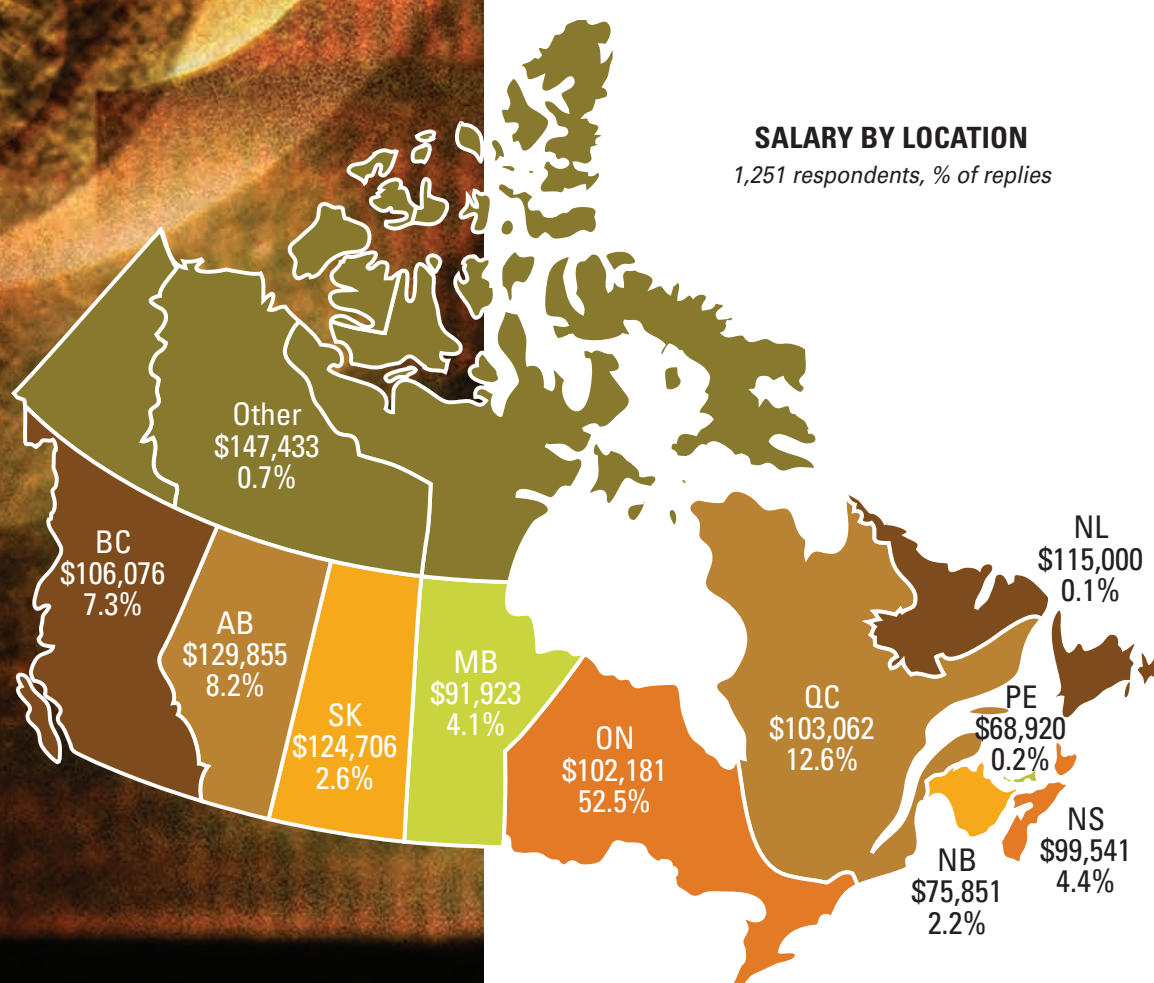 SALARY BY LOCATION
1,251 respondents, % of replies
Other
$147,433
0.7%
BC
$106,076
7.3%
AB
$129,855
8.2%
SK
$124,706
2.6%
MB
$91,923
4.1%
ON
$102,181
52.5%
QC
$103,062
12.6%
NL
$115,000
0.1%
PE
$68,920
0.2%
NS
$99,541
4.4%
NB
$75,851
2.2%